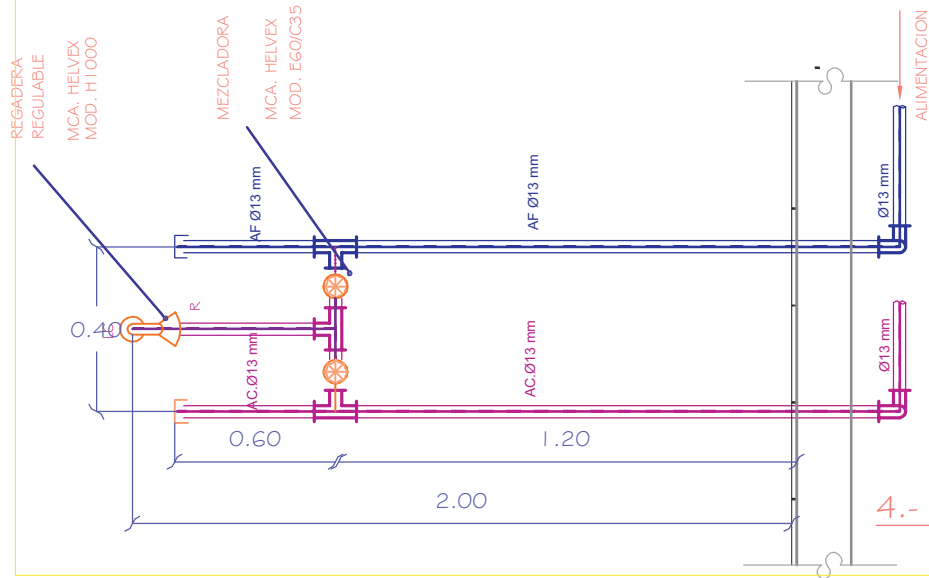 REGADERA
REGULABLE
MCA. HELVEX
MOD. H1000
MEZCLADORA
MCA. HELVEX
MOD. E60/C35
ALIMENTACION
AF Ø13 mm
AF Ø13 mm
Ø13 mm
R
0.40
AC.Ø13 mm
AC.Ø13 mm
Ø13 mm
0.60
1.20
2.00
4.-